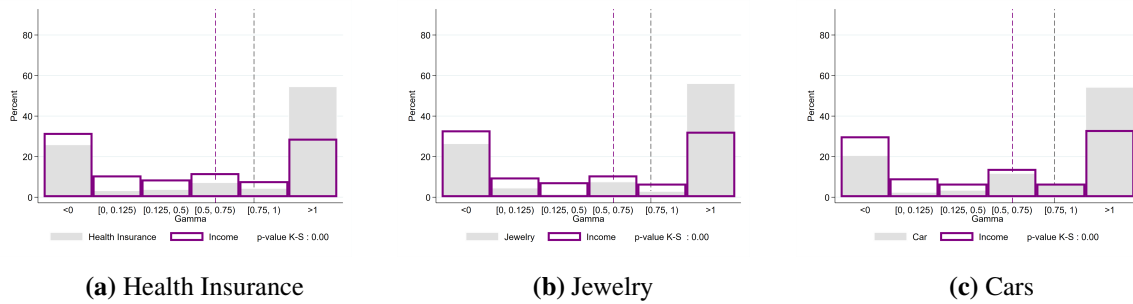 80
60
40
20
0
Percent
<0 [0, 0.125) [0.125, 0.5) [0.5, 0.75) [0.75, 1) >1
Gamma
Health Insurance Income p-value K-S : 0.00
(a) Health Insurance
80
60
40
20
0
Percent
<0 [0, 0.125) [0.125, 0.5) [0.5, 0.75) [0.75, 1) >1
Gamma
Jewelry Income p-value K-S : 0.00
(b) Jewelry
80
60
40
20
0
Percent
<0 [0, 0.125) [0.125, 0.5) [0.5, 0.75) [0.75, 1) >1
Gamma
Car Income p-value K-S : 0.00
(c) Cars